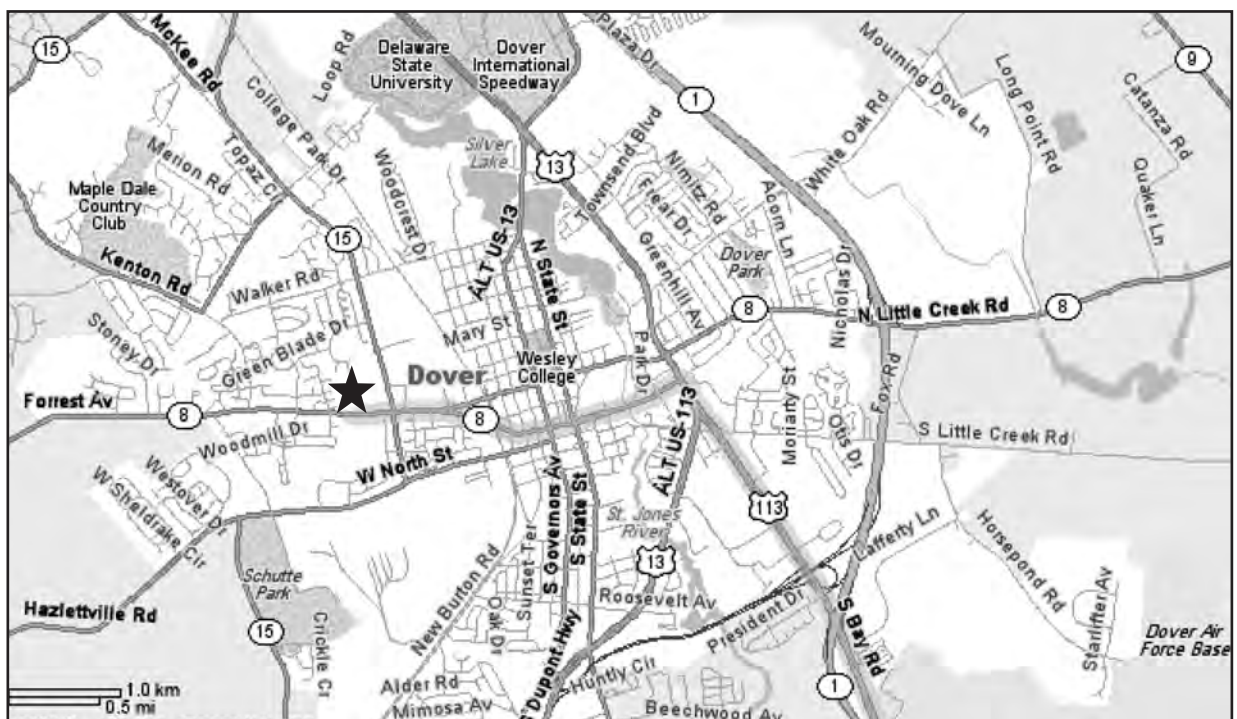 15
McKee Rd
Loop Rd
Delaware
State
University
Dover
International
Speedway
Plaza Dr
1
Mourning Dove Ln
Long Point Rd
9
Catanza Rd
College Park Dr
Topaz Cir
Merion Rd
Maple Dale
Country
Club
Kenton Rd
Woodcrest Dr
Silver
Lake
13
Townsend Blvd
Nimitz Rd
Fear Dr
Acorn Ln
White Oak Rd
Quaker Ln
15
Walker Rd
ALT US-13
N State St
Greenhill Av
Dover
Park
Nicholas Dr
8
N Little Creek Rd
8
Stoney Dr
Green Blade Dr
Mary St
Wesley
College
Park Dr
Dover
Forrest Av
8
8
Moriarty St
Fox Rd
Otis Dr
S Little Creek Rd
Woodmill Dr
W North St
ALT US-113
Westover Dr
W Sheldrake Cir
S Governors Av
S State St
113
St. Jones
River
13
Lafferty Ln
Horsepond Rd
Schutte
Park
Sunset Ter
New Burton Rd
Oak Dr
Roosevelt Av
President Dr
Starlifter Av
Hazlettville Rd
15
Crickle Ct
S Dupont Hwy
S Bay Rd
Dover Air
Force Base
Huntly Cir
Alder Rd
Mimosa Av
Beechwood Av
1
1.0 km
0.5 mi